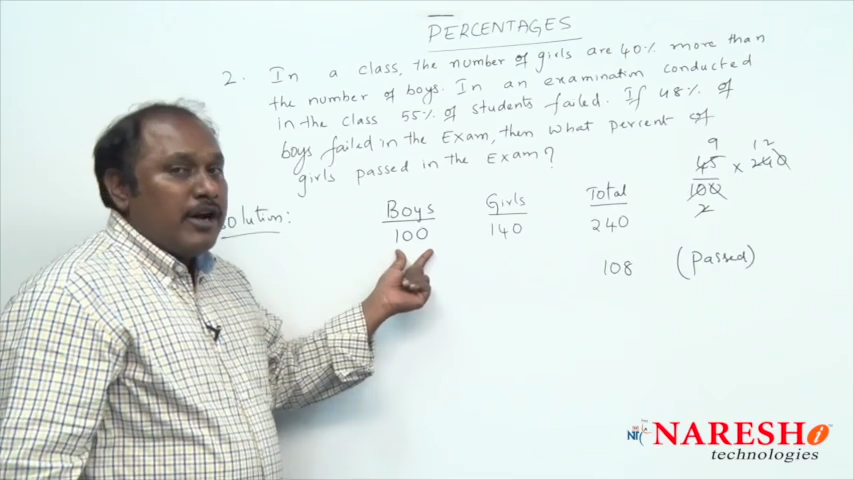 PERCENTAGES
2. In a class, the number of girls are 40% more than
the number of boys. In an examination conducted
in the class 55% of students failed. If 48% of
boys failed in the Exam, then what percent of
girls passed in the Exam?
olution:
Boys Girls Total
100 140 240
108 (Passed)
9 12
45 x 240
100
2
NARESH i
technologies